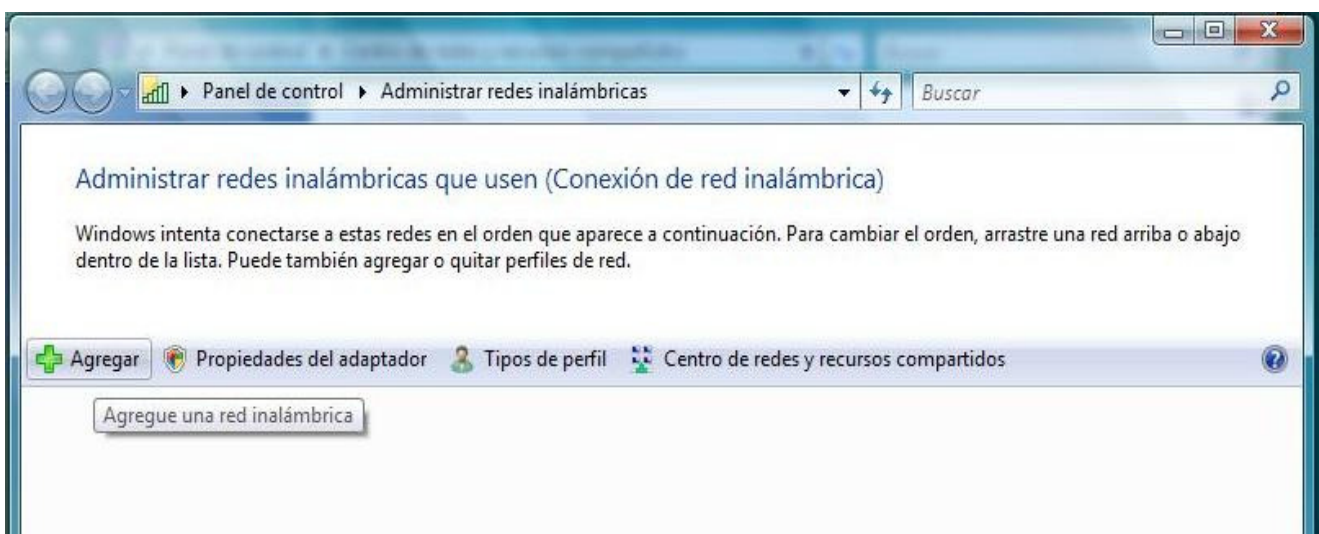 Panel de control Administrar redes inalámbricas
Buscar
Administrar redes inalámbricas que usen (Conexión de red inalámbrica)
Windows intenta conectarse a estas redes en el orden que aparece a continuación. Para cambiar el orden, arrastre una red arriba o abajo
dentro de la lista. Puede también agregar o quitar perfiles de red.
Agregar Propiedades del adaptador Tipos de perfil Centro de redes y recursos compartidos
Agregue una red inalámbrica